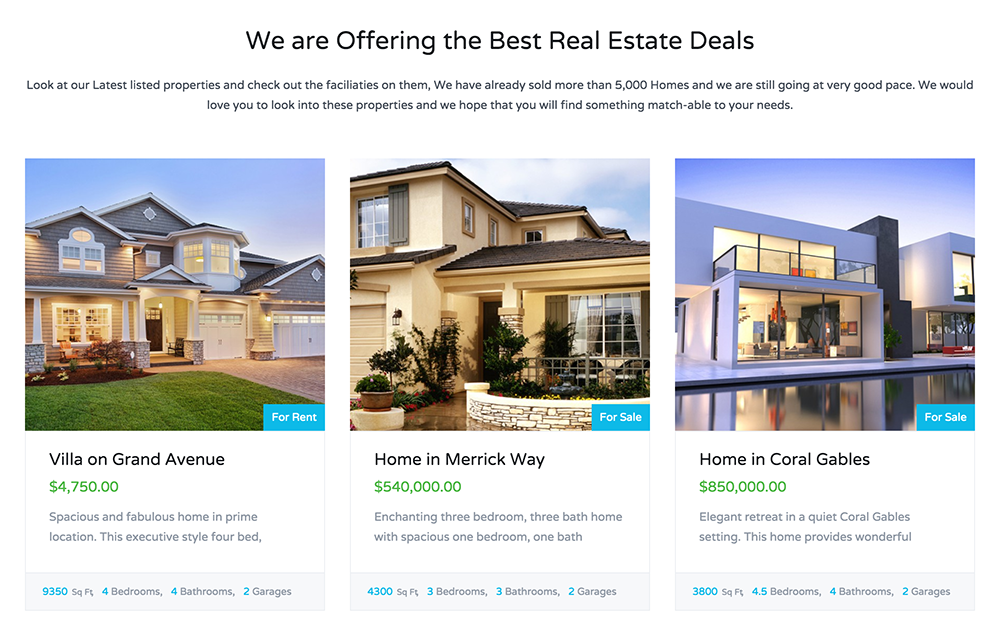 We are Offering the Best Real Estate Deals
Look at our Latest listed properties and check out the faciliaties on them, We have already sold more than 5,000 Homes and we are still going at very good pace. We would
love you to look into these properties and we hope that you will find something match-able to your needs.
For Rent
Villa on Grand Avenue
$4,750.00
Spacious and fabulous home in prime
location. This executive style four bed,
9350 Sq Ft, 4 Bedrooms, 4 Bathrooms, 2 Garages
For Sale
Home in Merrick Way
$540,000.00
Enchanting three bedroom, three bath home
with spacious one bedroom, one bath
4300 Sq Ft, 3 Bedrooms, 3 Bathrooms, 2 Garages
For Sale
Home in Coral Gables
$850,000.00
Elegant retreat in a quiet Coral Gables
setting. This home provides wonderful
3800 Sq Ft, 4.5 Bedrooms, 4 Bathrooms, 2 Garages